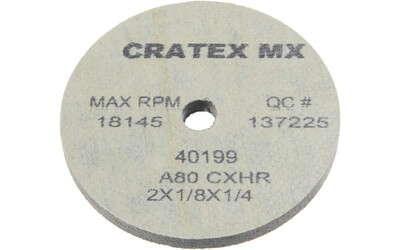 CRATEX MX
MAX RPM QC #
18145 137225
40199
A80 CXHR
2X1/8X1/4